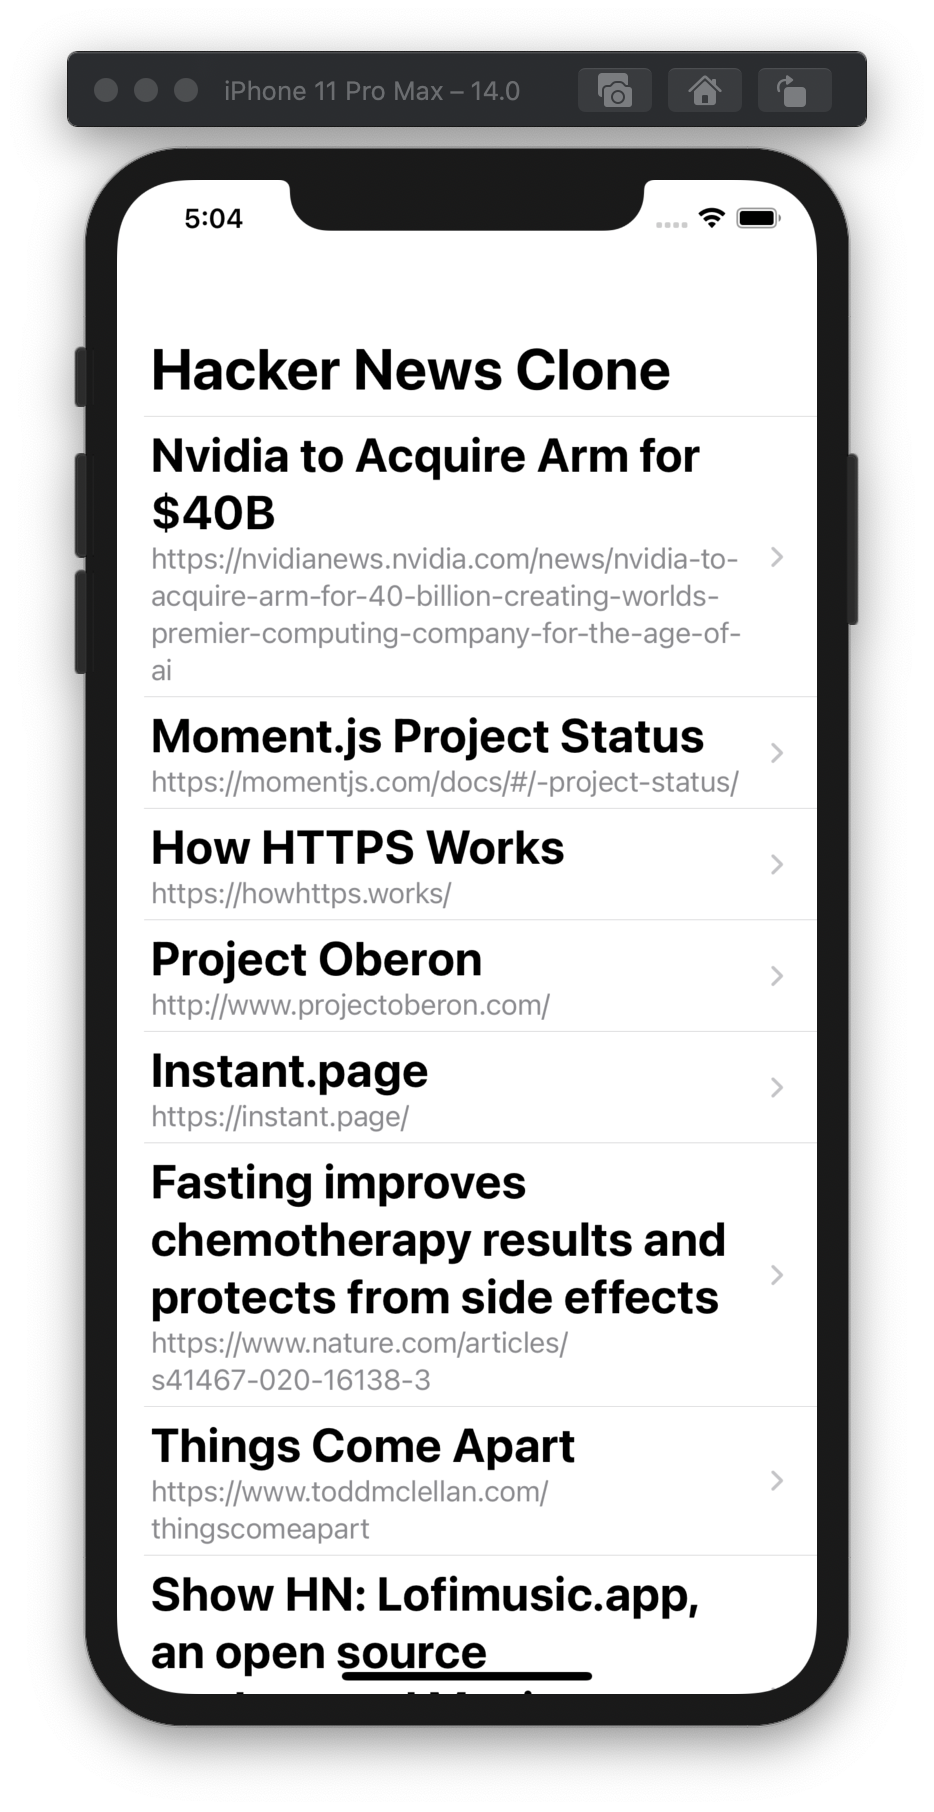 iPhone 11 Pro Max – 14.0
5:04
Hacker News Clone
Nvidia to Acquire Arm for
$40B
https://nvidianews.nvidia.com/news/nvidia-to-
acquire-arm-for-40-billion-creating-worlds-
premier-computing-company-for-the-age-of-
ai
Moment.js Project Status
https://momentjs.com/docs/#/-project-status/
How HTTPS Works
https://howhttps.works/
Project Oberon
http://www.projectoberon.com/
Instant.page
https://instant.page/
Fasting improves
chemotherapy results and
protects from side effects
https://www.nature.com/articles/
s41467-020-16138-3
Things Come Apart
https://www.toddmclellan.com/
thingscomeapart
Show HN: Lofimusic.app,
an open source